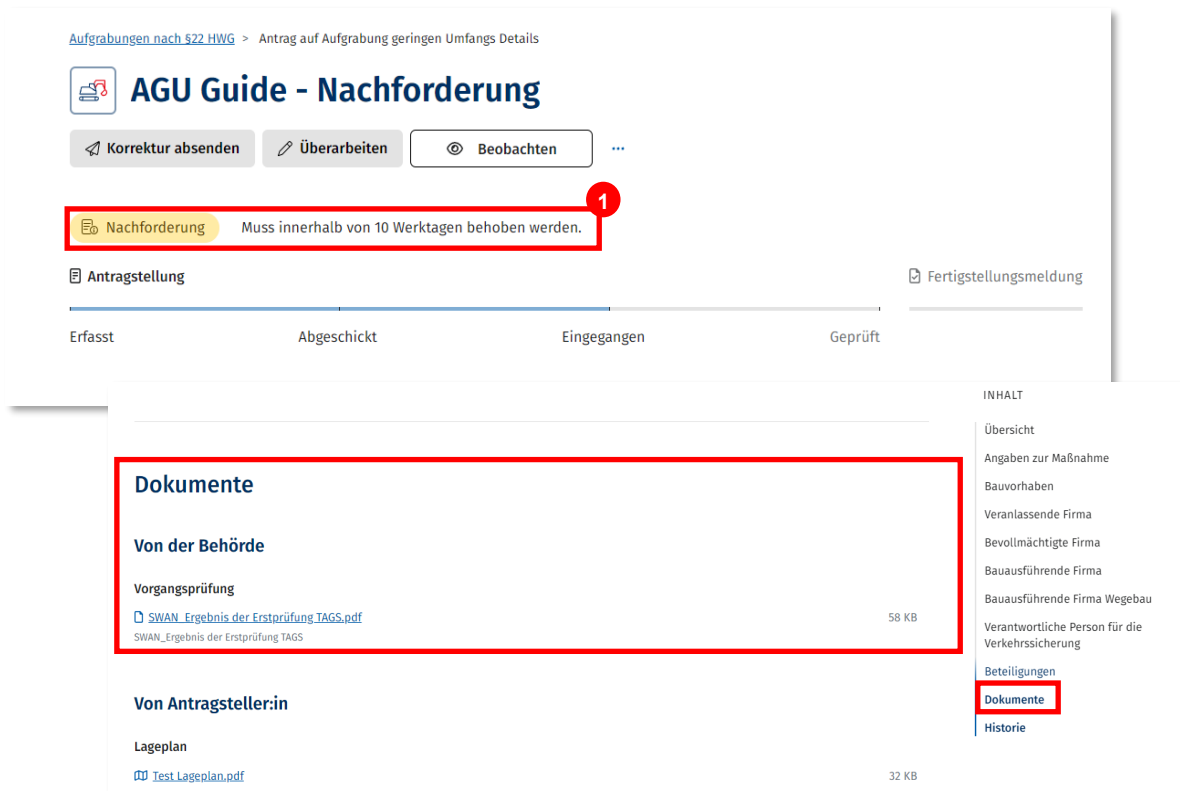 Aufgrabungen nach §22 HWG > Antrag auf Aufgrabung geringen Umfangs Details
AGU Guide - Nachforderung
Korrektur absenden Überarbeiten Beobachten ...
1
Nachforderung Muss innerhalb von 10 Werktagen behoben werden.
Antragstellung Fertigstellungsmeldung
Erfasst Abgeschickt Eingegangen Geprüft
Dokumente
Von der Behörde
Vorgangsprüfung
SWAN_Ergebnis der Erstprüfung TAGS.pdf 58 KB
SWAN_Ergebnis der Erstprüfung TAGS
Von Antragsteller:in
Lageplan
Test Lageplan.pdf 32 KB
INHALT
Übersicht
Angaben zur Maßnahme
Bauvorhaben
Veranlassende Firma
Bevollmächtigte Firma
Bauausführende Firma
Bauausführende Firma Wegebau
Verantwortliche Person für die
Verkehrssicherung
Beteiligungen
Dokumente
Historie